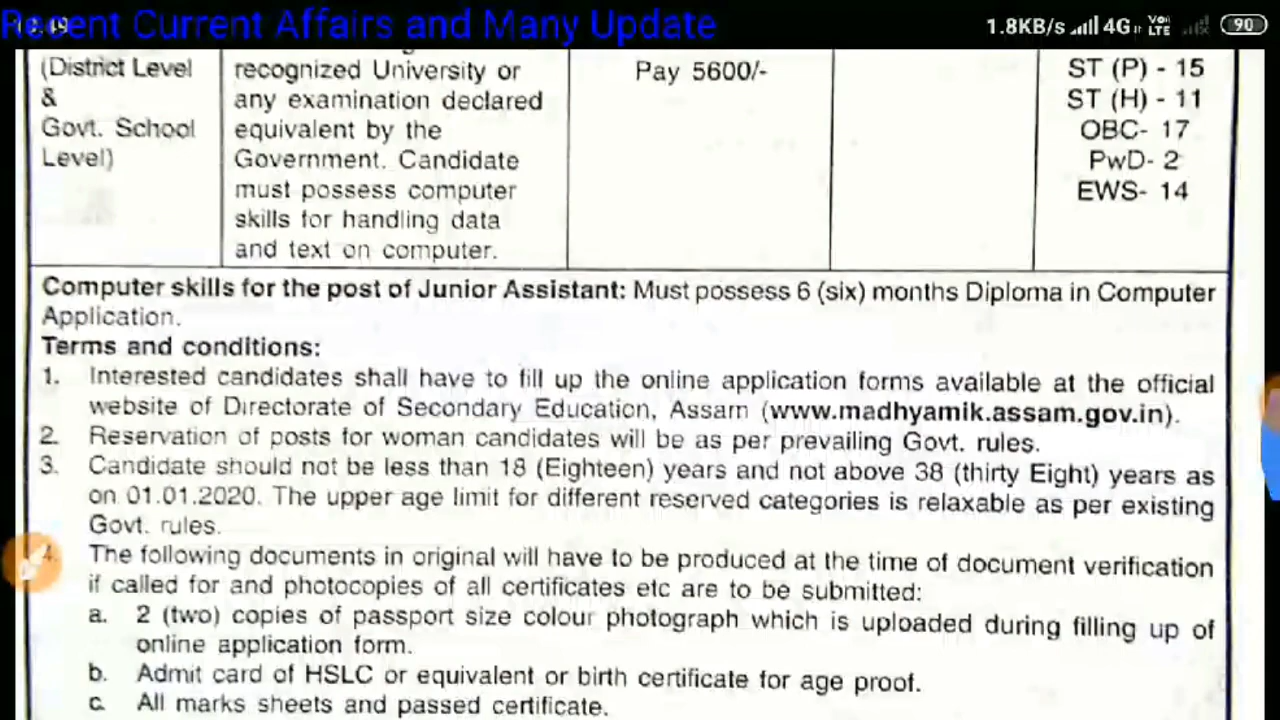 Recent Current Affairs and Many Update
1.8KB/s 4G Vo LTE 90
(District Level
&
Govt. School
Level)
recognized University or
any examination declared
equivalent by the
Government. Candidate
must possess computer
skills for handling data
and text on computer.
Pay 5600/-
ST (P) - 15
ST (H) - 11
OBC- 17
PwD- 2
EWS- 14
Computer skills for the post of Junior Assistant: Must possess 6 (six) months Diploma in Computer
Application.
Terms and conditions:
1. Interested candidates shall have to fill up the online application forms available at the official
website of Directorate of Secondary Education, Assam (www.madhyamik.assam.gov.in).
2. Reservation of posts for woman candidates will be as per prevailing Govt. rules.
3. Candidate should not be less than 18 (Eighteen) years and not above 38 (thirty Eight) years as
on 01.01.2020. The upper age limit for different reserved categories is relaxable as per existing
Govt. rules.
4. The following documents in original will have to be produced at the time of document verification
if called for and photocopies of all certificates etc are to be submitted:
a. 2 (two) copies of passport size colour photograph which is uploaded during filling up of
online application form.
b. Admit card of HSLC or equivalent or birth certificate for age proof.
c. All marks sheets and passed certificate.